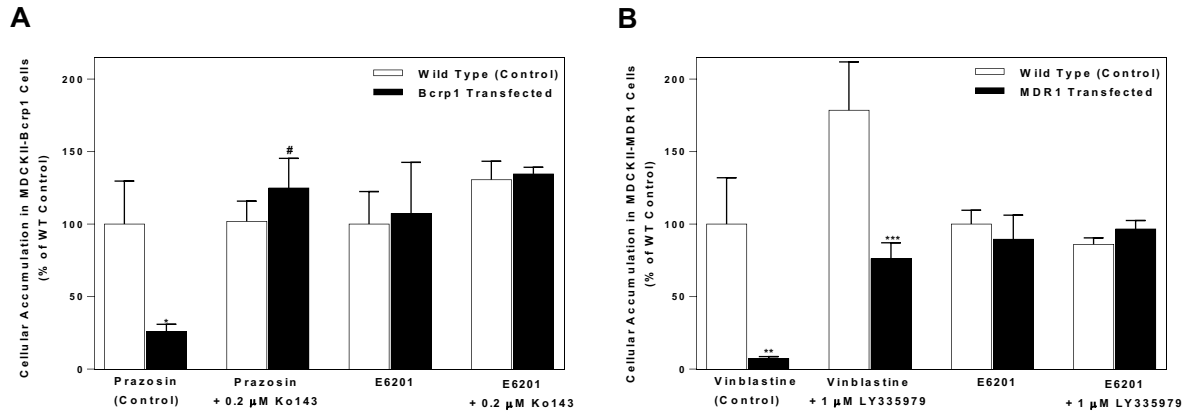 A
Cellular Accumulation in MDCKII-Bcrp1 Cells
(% of WT Control)
200
150
100
50
0
Wild Type (Control)
Bcrp1 Transfected
*
#
Prazosin
(Control)
Prazosin
+ 0.2 µM Ko143
E6201
E6201
+ 0.2 µM Ko143
B
Cellular Accumulation in MDCKII-MDR1 Cells
(% of WT Control)
200
150
100
50
0
Wild Type (Control)
MDR1 Transfected
**
***
Vinblastine
(Control)
Vinblastine
+ 1 µM LY335979
E6201
E6201
+ 1 µM LY335979